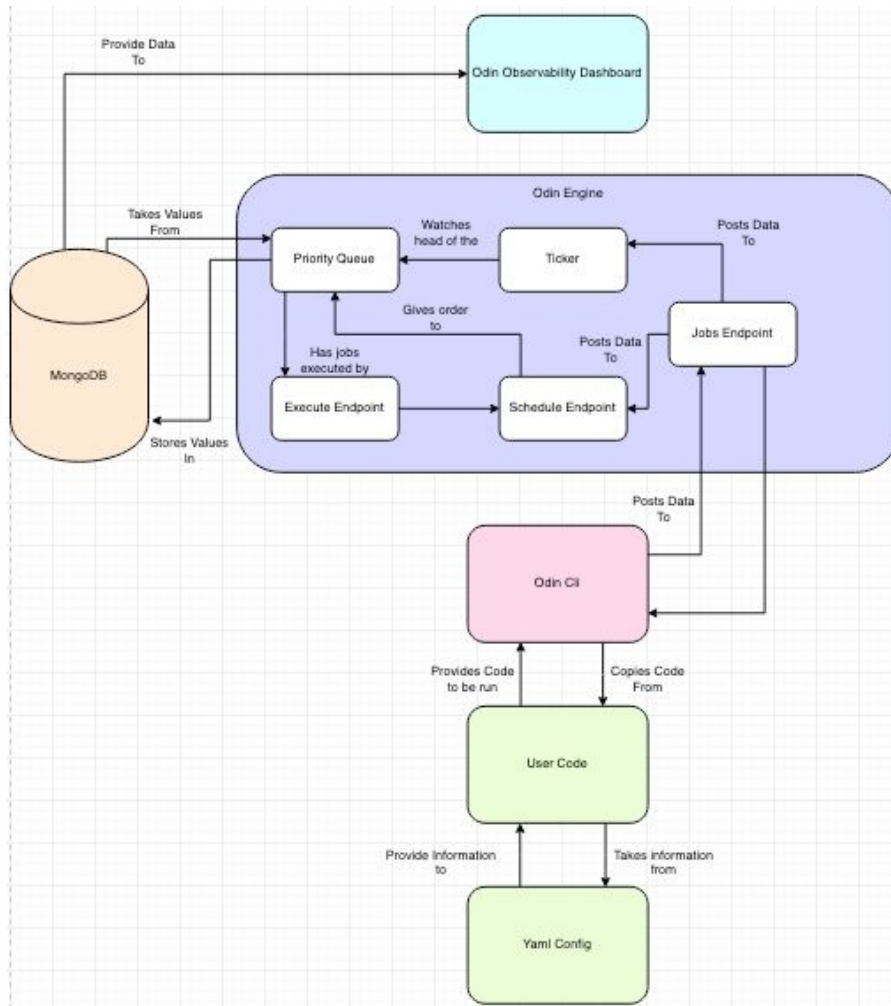 Provide Data
To
Odin Observability Dashboard
Odin Engine
Takes Values
From
Watches
head of the
Posts Data
To
Priority Queue
Ticker
Gives order
to
Posts Data
To
Jobs Endpoint
Has jobs
executed by
MongoDB
Execute Endpoint
Schedule Endpoint
Stores Values
In
Posts Data
To
Odin Cli
Provides Code
to be run
Copies Code
From
User Code
Provide Information
to
Takes information
from
Yaml Config